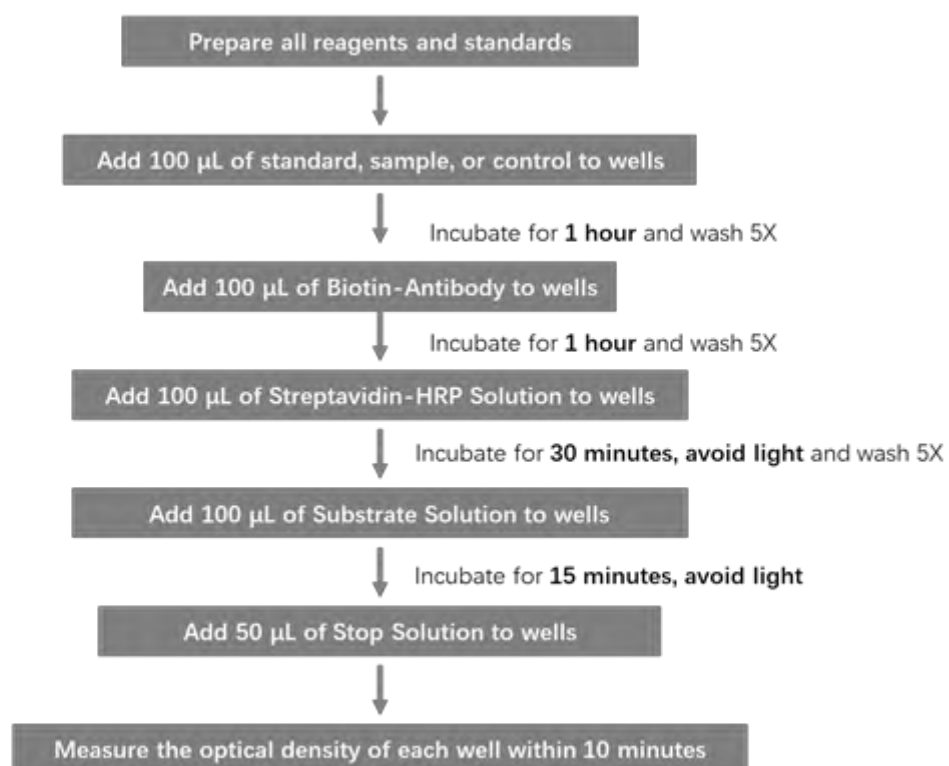 Prepare all reagents and standards
Add 100 µL of standard, sample, or control to wells
Incubate for 1 hour and wash 5X
Add 100 µL of Biotin-Antibody to wells
Incubate for 1 hour and wash 5X
Add 100 µL of Streptavidin-HRP Solution to wells
Incubate for 30 minutes, avoid light and wash 5X
Add 100 µL of Substrate Solution to wells
Incubate for 15 minutes, avoid light
Add 50 µL of Stop Solution to wells
Measure the optical density of each well within 10 minutes